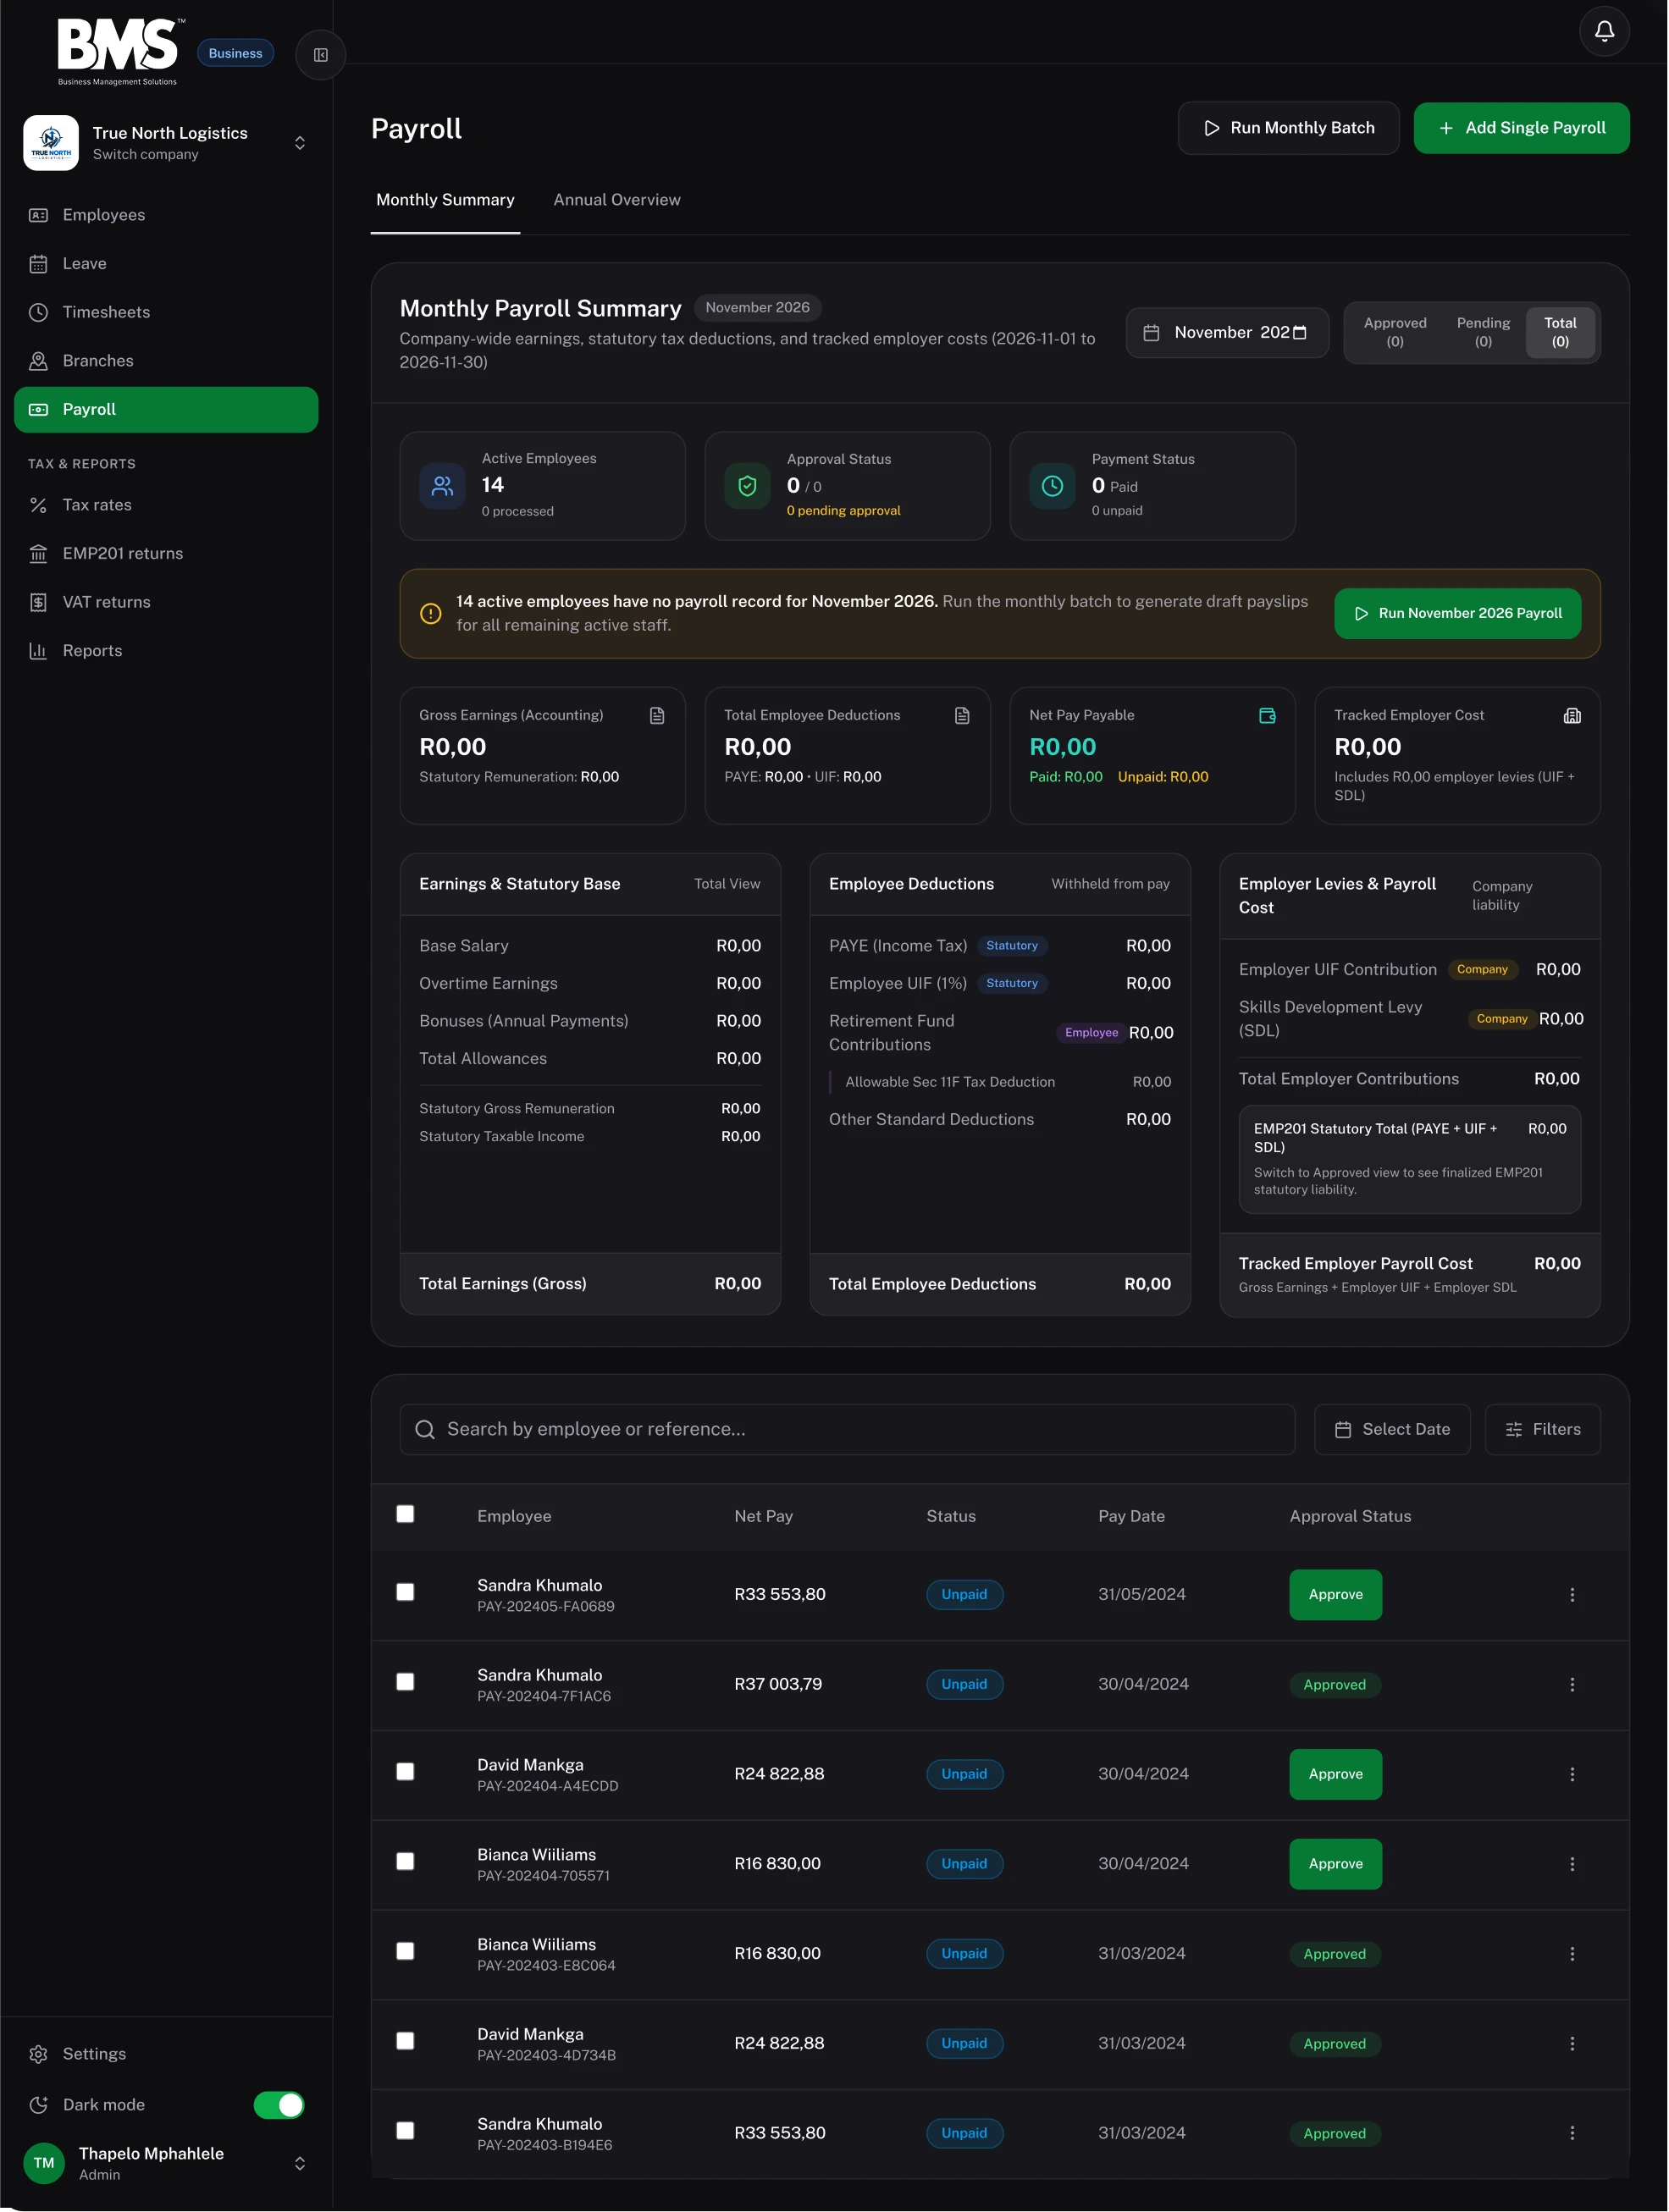 BMS™
Business Management Solutions
Business
TRUE NORTH
LOGISTICS
True North Logistics
Switch company
Employees
Leave
Timesheets
Branches
Payroll
TAX & REPORTS
Tax rates
EMP201 returns
VAT returns
Reports
Settings
Dark mode
TM
Thapelo Mphahlele
Admin
Payroll
Run Monthly Batch
Add Single Payroll
Monthly Summary
Annual Overview
Monthly Payroll Summary
November 2026
Company-wide earnings, statutory tax deductions, and tracked employer costs (2026-11-01 to
2026-11-30)
November 202
Approved
(0)
Pending
(0)
Total
(0)
Active Employees
14
0 processed
Approval Status
0 / 0
0 pending approval
Payment Status
0 Paid
0 unpaid
14 active employees have no payroll record for November 2026. Run the monthly batch to generate draft payslips
for all remaining active staff.
Run November 2026 Payroll
Gross Earnings (Accounting)
R0,00
Statutory Remuneration: R0,00
Total Employee Deductions
R0,00
PAYE: R0,00 • UIF: R0,00
Net Pay Payable
R0,00
Paid: R0,00 Unpaid: R0,00
Tracked Employer Cost
R0,00
Includes R0,00 employer levies (UIF +
SDL)
Earnings & Statutory Base Total View
Base Salary R0,00
Overtime Earnings R0,00
Bonuses (Annual Payments) R0,00
Total Allowances R0,00
Statutory Gross Remuneration R0,00
Statutory Taxable Income R0,00
Total Earnings (Gross) R0,00
Employee Deductions Withheld from pay
PAYE (Income Tax) Statutory R0,00
Employee UIF (1%) Statutory R0,00
Retirement Fund
Contributions
Employee R0,00
Allowable Sec 11F Tax Deduction R0,00
Other Standard Deductions R0,00
Total Employee Deductions R0,00
Employer Levies & Payroll
Cost
Company
liability
Employer UIF Contribution Company R0,00
Skills Development Levy
(SDL)
Company R0,00
Total Employer Contributions R0,00
EMP201 Statutory Total (PAYE + UIF + R0,00
SDL)
Switch to Approved view to see finalized EMP201
statutory liability.
Tracked Employer Payroll Cost R0,00
Gross Earnings + Employer UIF + Employer SDL
Search by employee or reference...
Select Date
Filters
Employee Net Pay Status Pay Date Approval Status
Sandra Khumalo
PAY-202405-FA0689
R33 553,80 Unpaid 31/05/2024 Approve
Sandra Khumalo
PAY-202404-7F1AC6
R37 003,79 Unpaid 30/04/2024 Approved
David Mankga
PAY-202404-A4ECDD
R24 822,88 Unpaid 30/04/2024 Approve
Bianca Wiiliams
PAY-202404-705571
R16 830,00 Unpaid 30/04/2024 Approve
Bianca Wiiliams
PAY-202403-E8C064
R16 830,00 Unpaid 31/03/2024 Approved
David Mankga
PAY-202403-4D734B
R24 822,88 Unpaid 31/03/2024 Approved
Sandra Khumalo
PAY-202403-B194E6
R33 553,80 Unpaid 31/03/2024 Approved